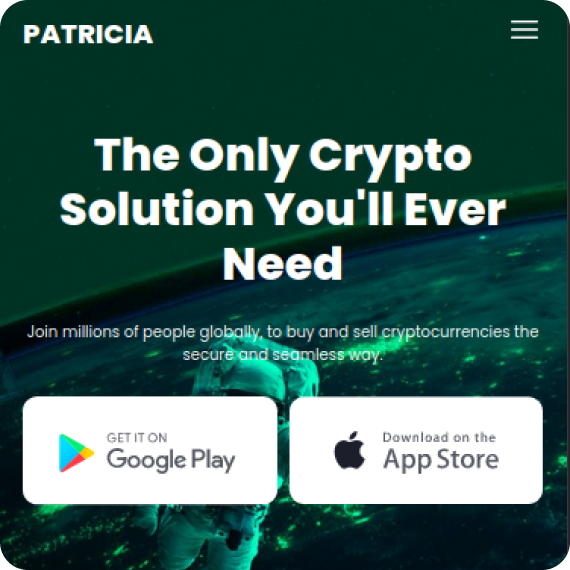 PATRICIA
The Only Crypto
Solution You'll Ever
Need
Join millions of people globally, to buy and sell cryptocurrencies the
secure and seamless way.
GET IT ON
Google Play
Download on the
App Store